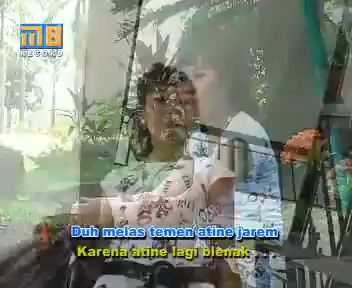 MB
RECORD
Duh melas temen atine jarem
Karena atine lagi blenak . . .